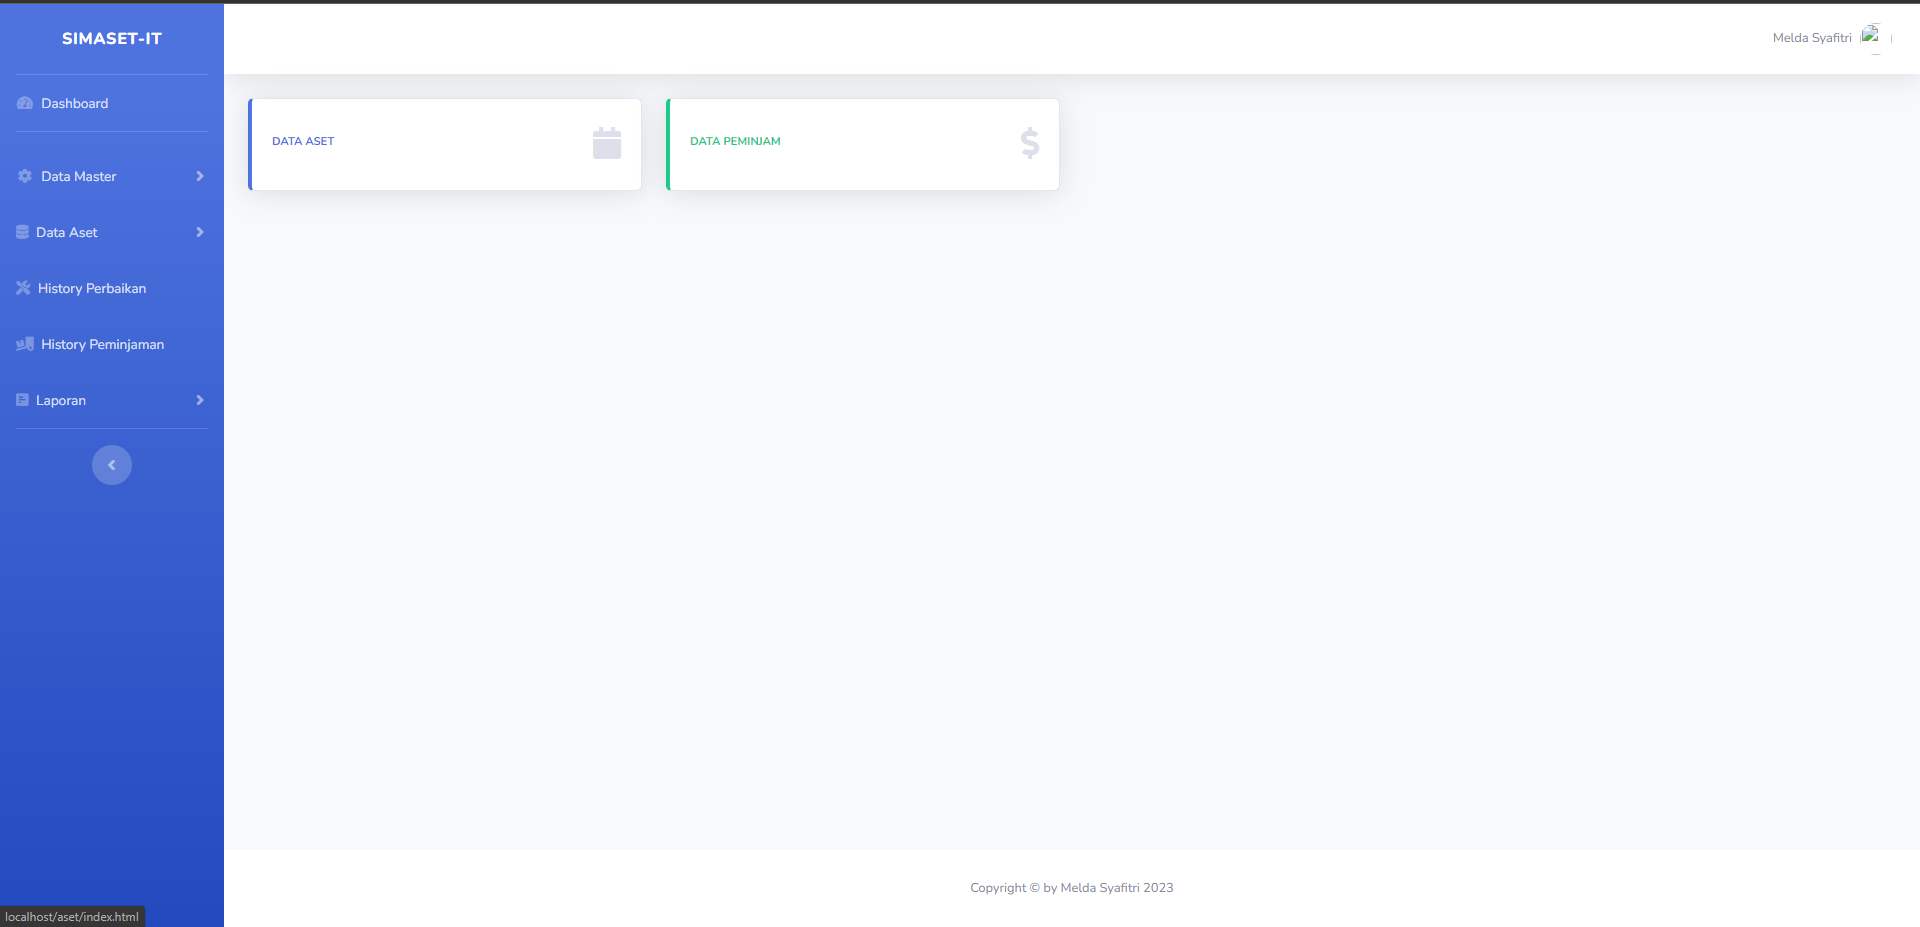 SIMASET-IT
Melda Syafitri
Dashboard
Data Master
Data Aset
History Perbaikan
History Peminjaman
Laporan
DATA ASET
DATA PEMINJAM
Copyright © by Melda Syafitri 2023
localhost/aset/index.html